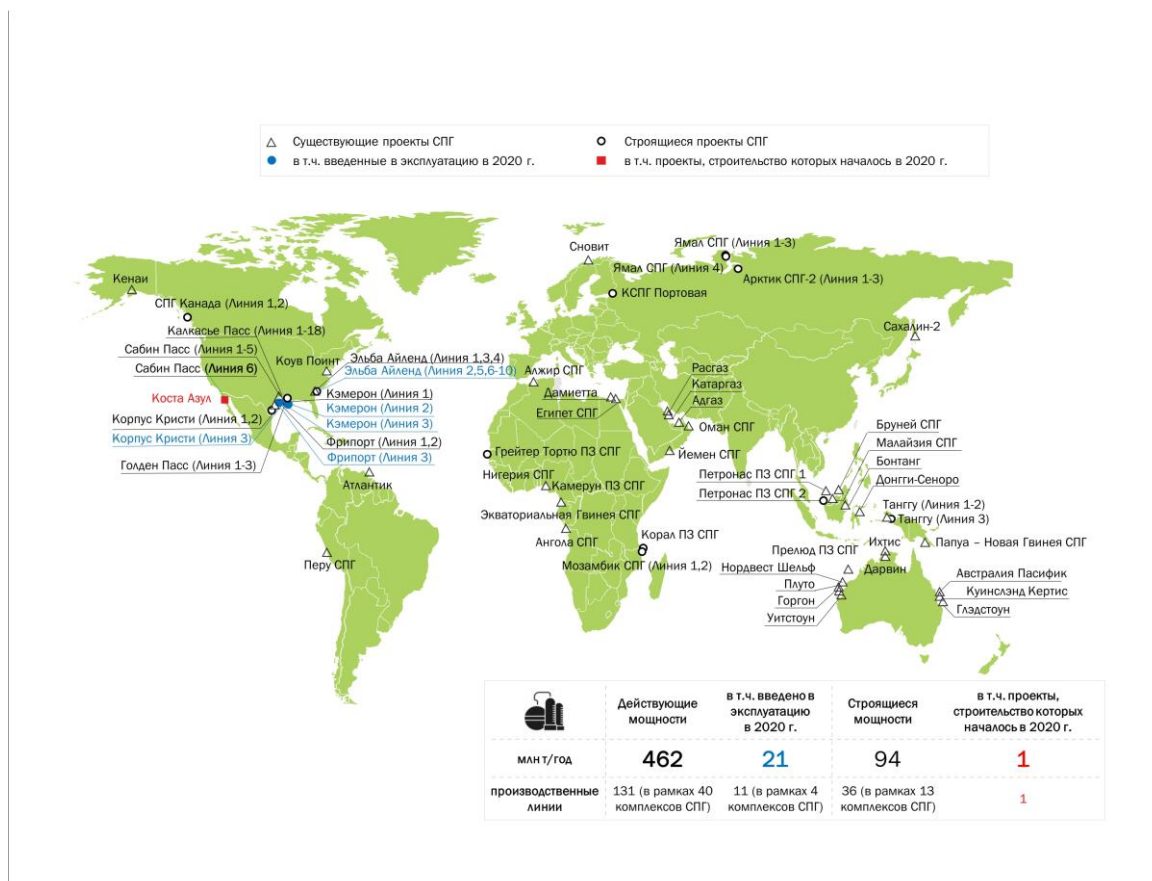 Существующие проекты СПГ
в т.ч. введенные в эксплуатацию в 2020 г.
Строящиеся проекты СПГ
в т.ч. проекты, строительство которых началось в 2020 г.
Кенаи
СПГ Канада (Линия 1,2)
Калкасье Пасс (Линия 1-18)
Сабин Пасс (Линия 1-5)
Сабин Пасс (Линия 6)
Коув Поинт
Эльба Айленд (Линия 1,3,4)
Эльба Айленд (Линия 2,5,6-10)
Коста Азул
Кэмерон (Линия 1)
Кэмерон (Линия 2)
Кэмерон (Линия 3)
Корпус Кристи (Линия 1,2)
Корпус Кристи (Линия 3)
Фрипорт (Линия 1,2)
Фрипорт (Линия 3)
Голден Пасс (Линия 1-3)
Атлантик
Перу СПГ
Сновит
Ямал СПГ (Линия 1-3)
Ямал СПГ (Линия 4)
Арктик СПГ-2 (Линия 1-3)
КСПГ Портовая
Сахалин-2
Алжир СПГ
Дамиетта
Египет СПГ
Расгаз
Катаргаз
Адгаз
Оман СПГ
Йемен СПГ
Грейтер Тортю ПЗ СПГ
Нигерия СПГ
Камерун ПЗ СПГ
Экваториальная Гвинея СПГ
Ангола СПГ
Корал ПЗ СПГ
Мозамбик СПГ (Линия 1,2)
Бруней СПГ
Малайзия СПГ
Бонтанг
Донгги-Сеноро
Петронас ПЗ СПГ 1
Петронас ПЗ СПГ 2
Танггу (Линия 1-2)
Танггу (Линия 3)
Папуа – Новая Гвинея СПГ
Ихтис
Дарвин
Прелюд ПЗ СПГ
Нордвест Шельф
Плуто
Горгон
Уитстоун
Австралия Пасифик
Куинслэнд Кертис
Глэдстоун
Действующие
мощности
в т.ч. введено в
эксплуатацию
в 2020 г.
Строящиеся
мощности
в т.ч. проекты,
строительство которых
началось в 2020 г.
млн т/год
462
21
94
1
производственные
линии
131 (в рамках 40
комплексов СПГ)
11 (в рамках 4
комплексов СПГ)
36 (в рамках 13
комплексов СПГ)
1